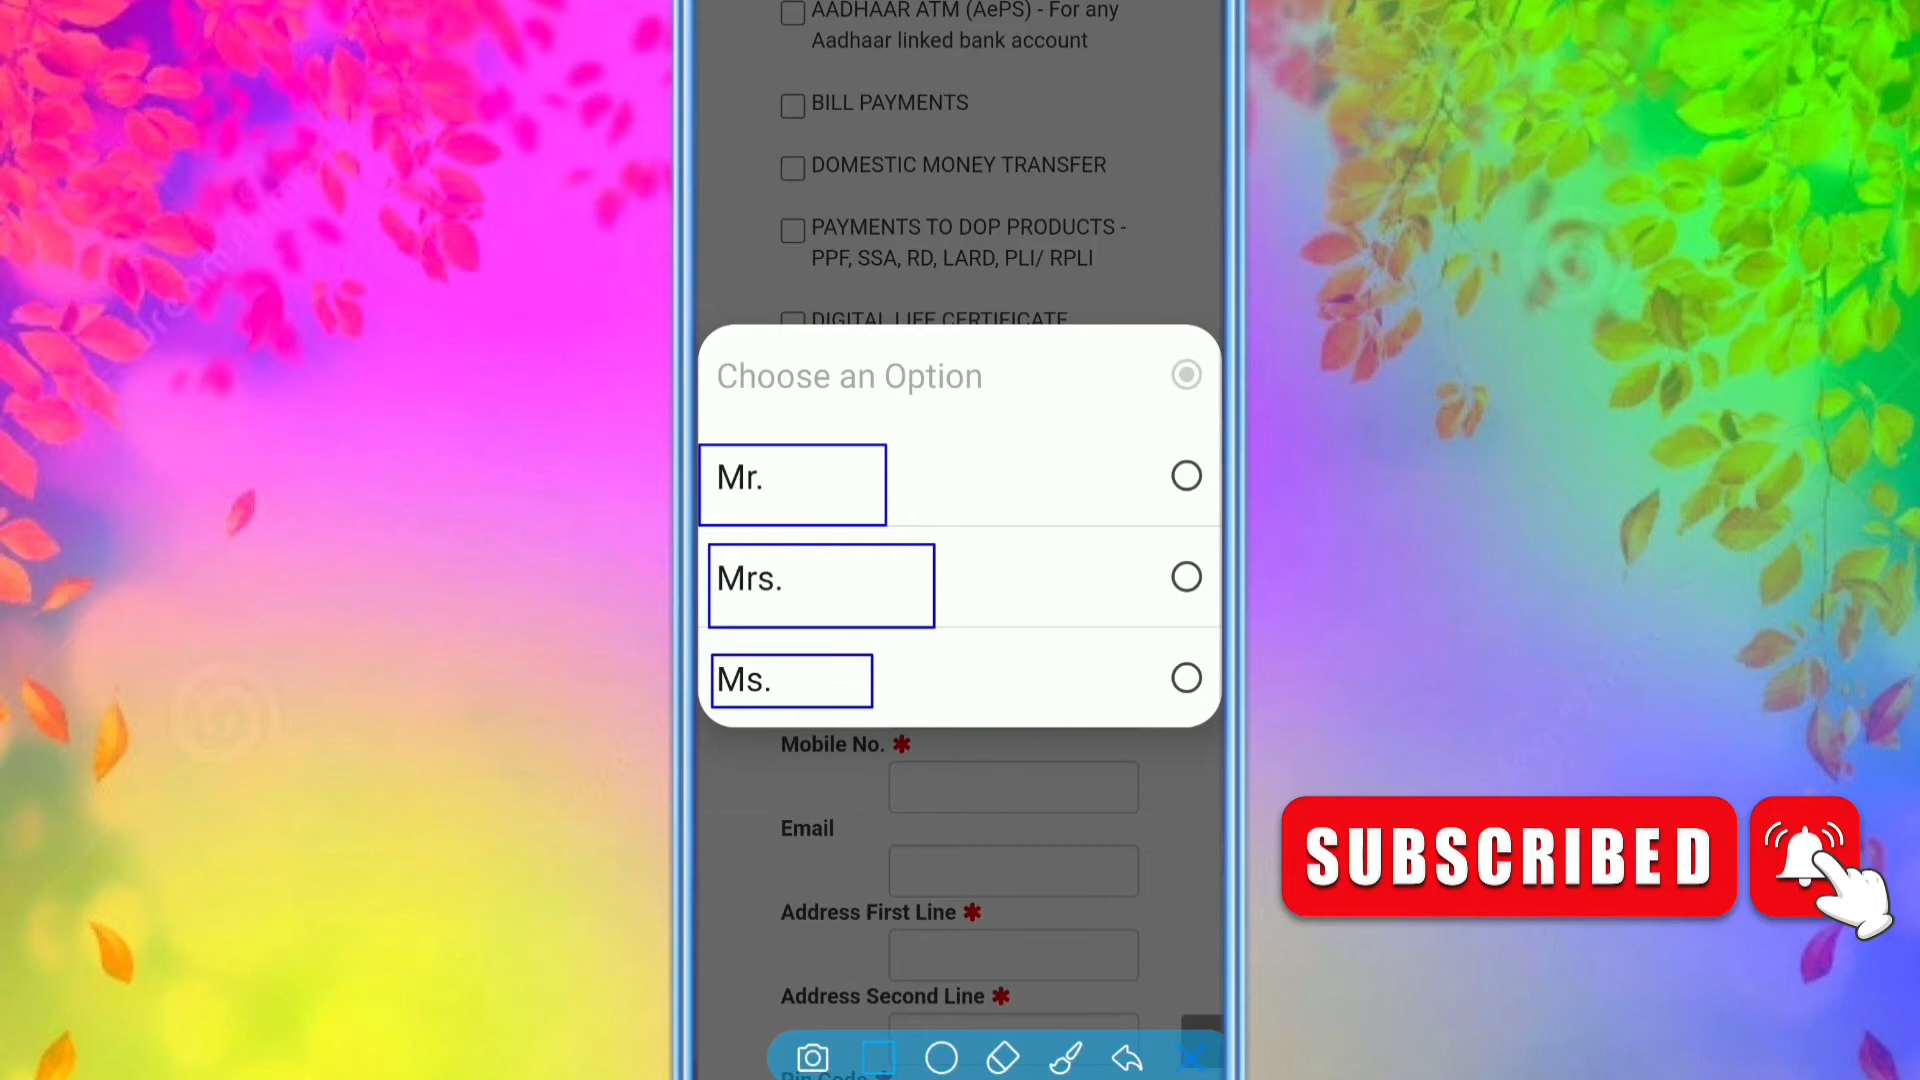 AADHAAR ATM (AePS) - For any
Aadhaar linked bank account
BILL PAYMENTS
DOMESTIC MONEY TRANSFER
PAYMENTS TO DOP PRODUCTS -
PPF, SSA, RD, LARD, PLI/ RPLI
DIGITAL LIFE CERTIFICATE
Choose an Option
Mr.
Mrs.
Ms.
Mobile No. *
Email
Address First Line *
Address Second Line *
Pin Code *
SUBSCRIBED